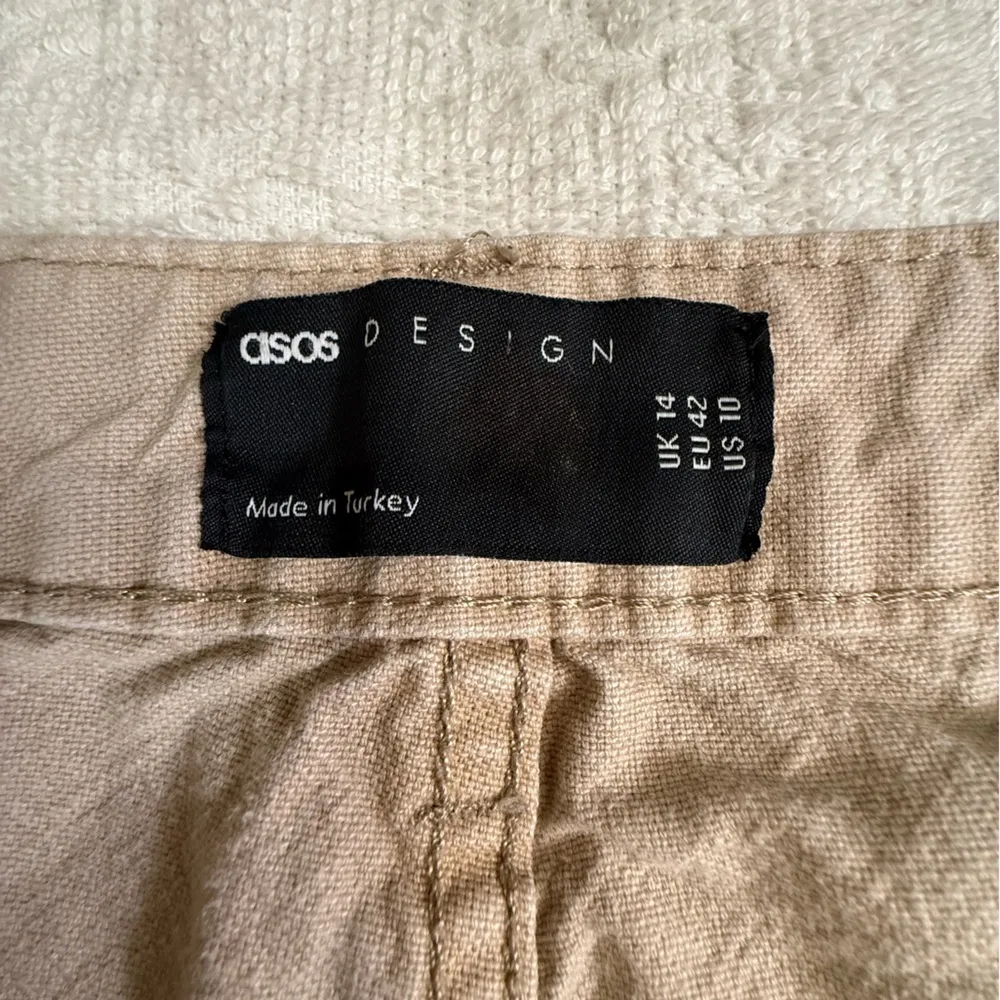 asos DESIGN
UK 14
EU 42
US 10
Made in Turkey